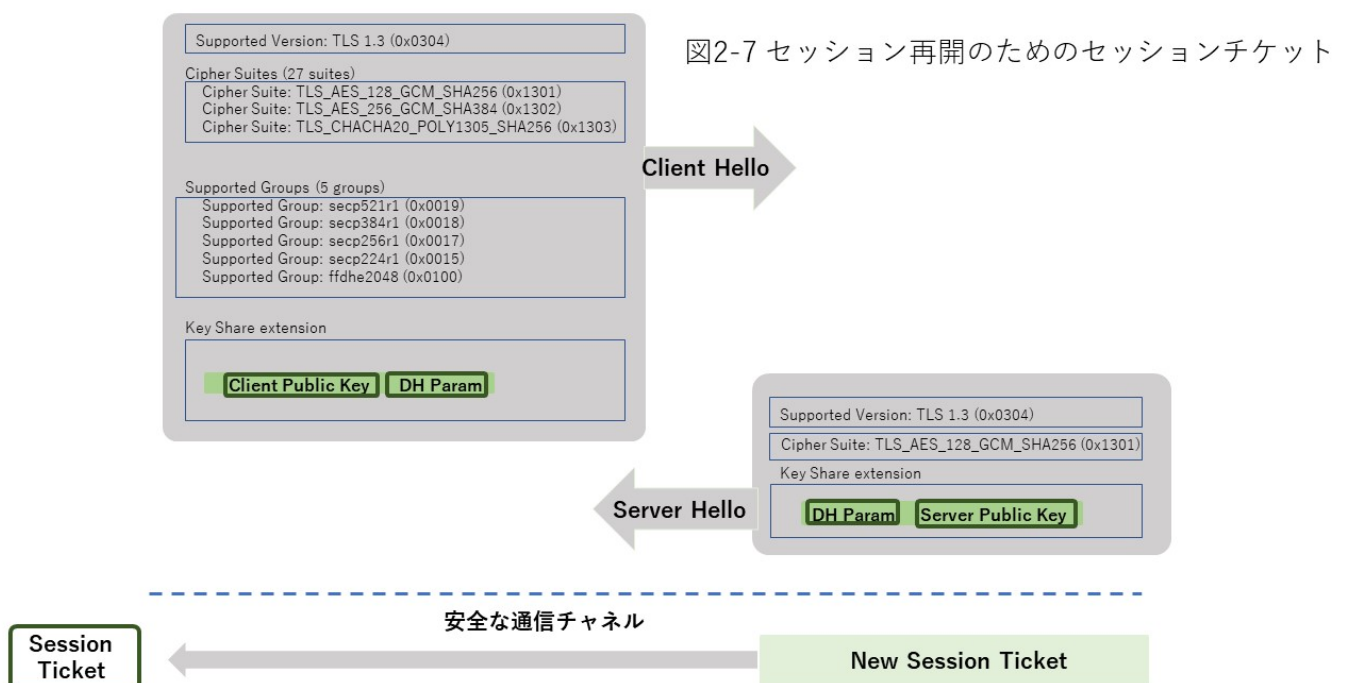 図2-7 セッション再開のためのセッションチケット
Supported Version: TLS 1.3 (0x0304)
Cipher Suites (27 suites)
Cipher Suite: TLS_AES_128_GCM_SHA256 (0x1301)
Cipher Suite: TLS_AES_256_GCM_SHA384 (0x1302)
Cipher Suite: TLS_CHACHA20_POLY1305_SHA256 (0x1303)
Client Hello
Supported Groups (5 groups)
Supported Group: secp521r1 (0x0019)
Supported Group: secp384r1 (0x0018)
Supported Group: secp256r1 (0x0017)
Supported Group: secp224r1 (0x0015)
Supported Group: ffdhe2048 (0x0100)
Key Share extension
Client Public Key
DH Param
Supported Version: TLS 1.3 (0x0304)
Cipher Suite: TLS_AES_128_GCM_SHA256 (0x1301)
Key Share extension
Server Hello
DH Param
Server Public Key
安全な通信チャネル
Session
Ticket
New Session Ticket